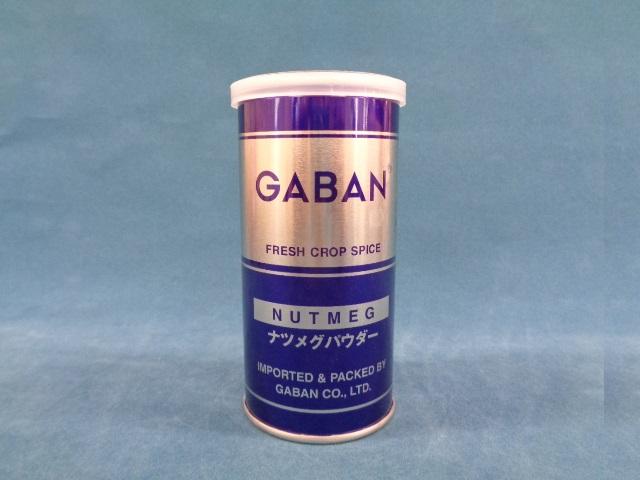 GABAN
FRESH CROP SPICE
NUTMEG
ナツメグパウダー
IMPORTED & PACKED BY
GABAN CO., LTD.